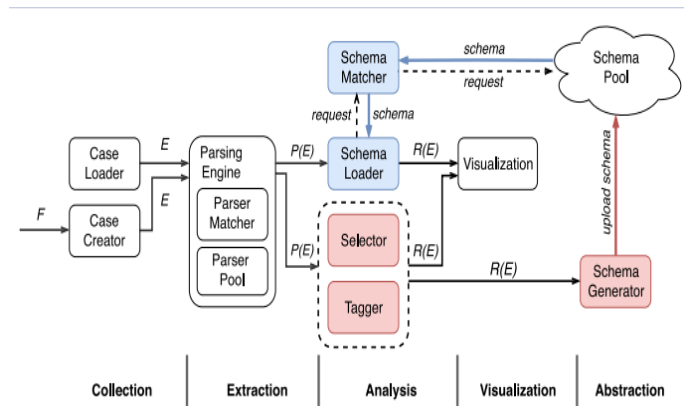 schema
Schema
Matcher
request
Schema
Pool
request
schema
Case
Loader
E
Parsing
Engine
P(E)
Schema
Loader
R(E)
Visualization
upload schema
F
Case
Creator
E
Parser
Matcher
Parser
Pool
P(E)
Selector
R(E)
Tagger
R(E)
Schema
Generator
Collection
Extraction
Analysis
Visualization
Abstraction